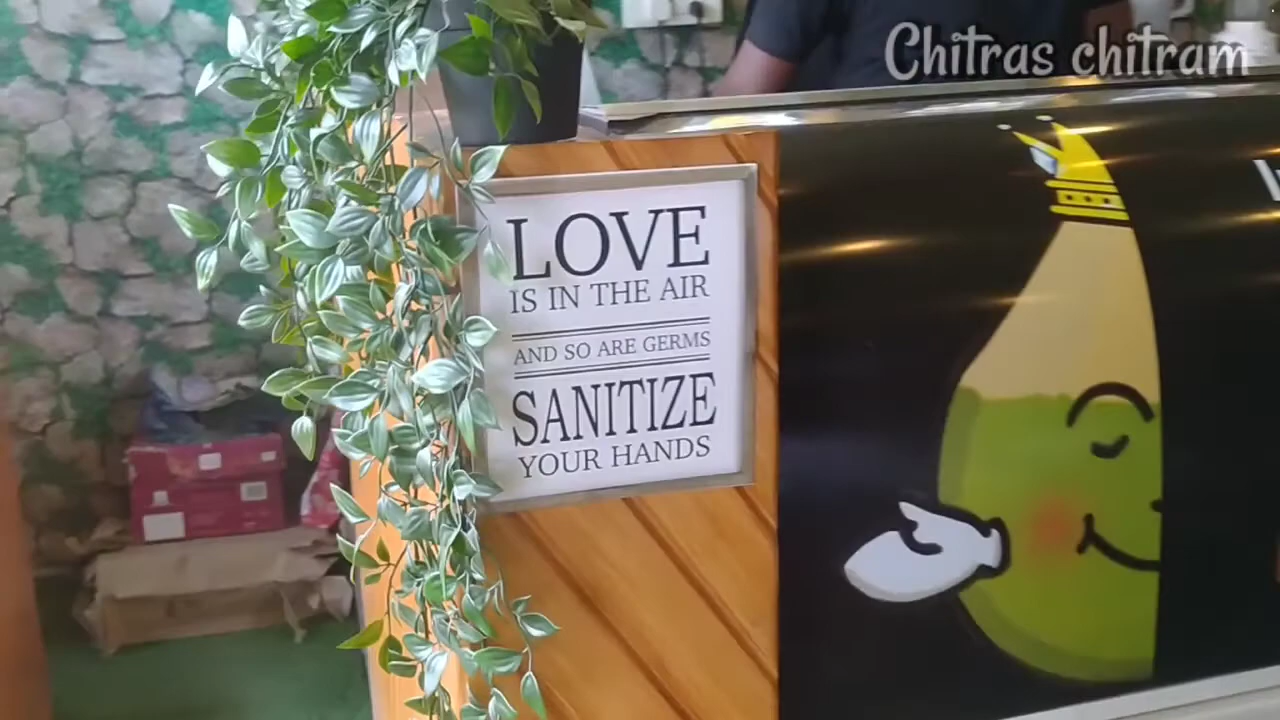 Chitras chitram
LOVE
IS IN THE AIR
AND SO ARE GERMS
SANITIZE
YOUR HANDS